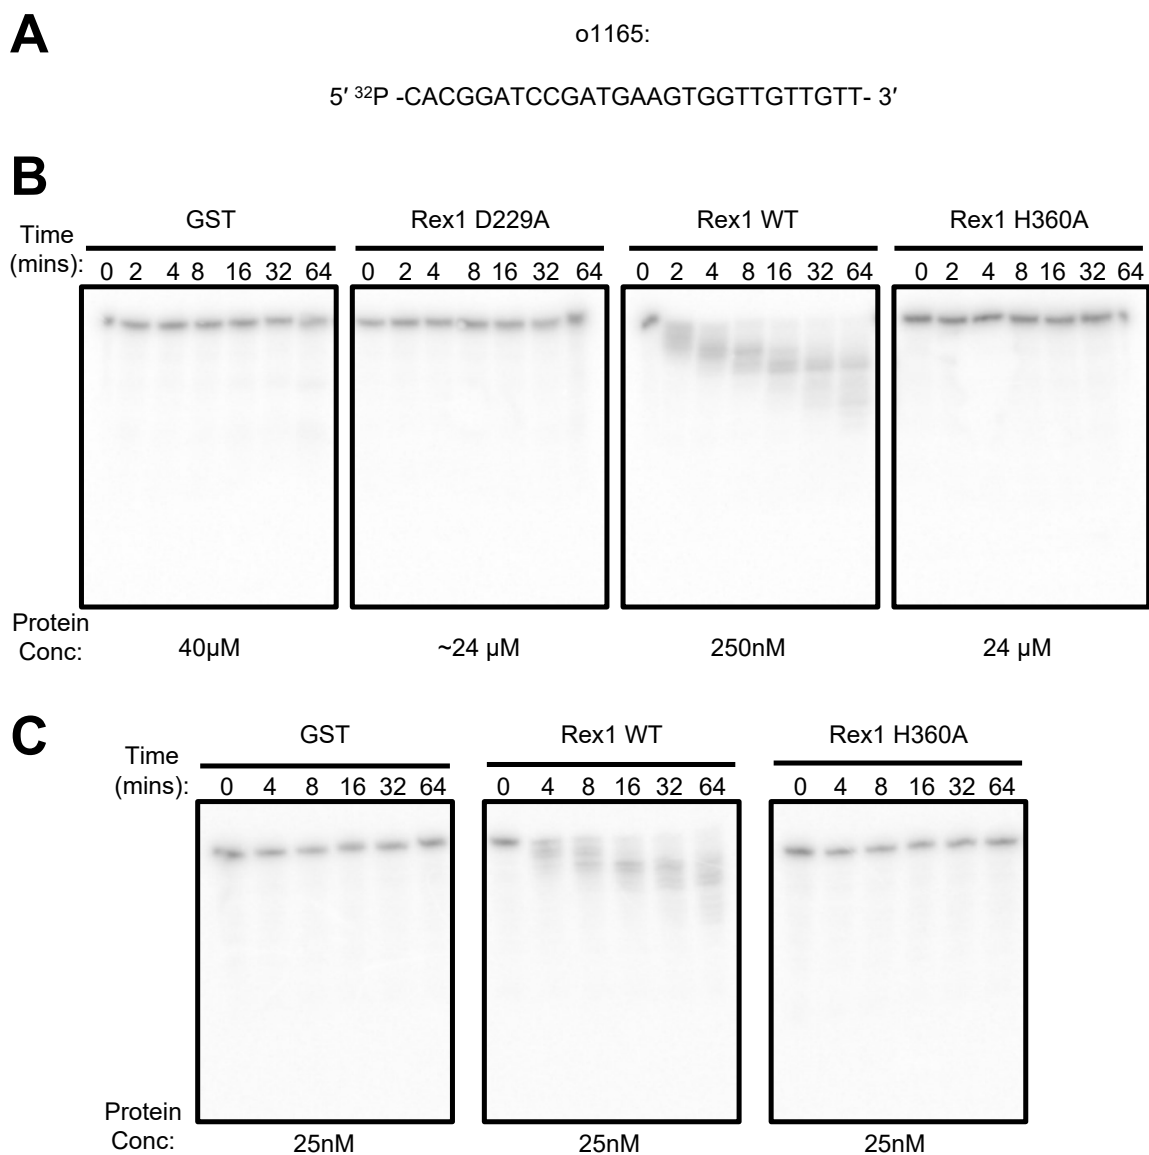 A
o1165:
5′ ³²P -CACGGATCCGATGAAGTGGTTGTTGTT- 3′
B
GST Rex1 D229A Rex1 WT Rex1 H360A
Time
(mins):
0 2 4 8 16 32 64 0 2 4 8 16 32 64 0 2 4 8 16 32 64 0 2 4 8 16 32 64
Protein
Conc:
40µM ~24 µM 250nM 24 µM
C
GST Rex1 WT Rex1 H360A
Time
(mins):
0 4 8 16 32 64 0 4 8 16 32 64 0 4 8 16 32 64
Protein
Conc:
25nM 25nM 25nM